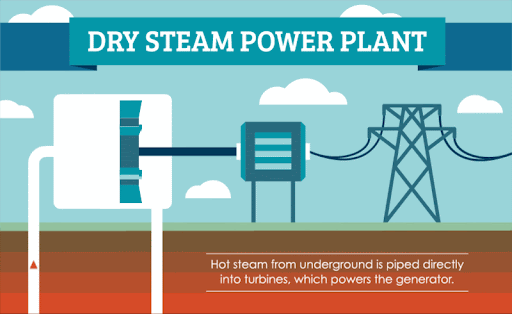 DRY STEAM POWER PLANT
Hot steam from underground is piped directly
into turbines, which powers the generator.